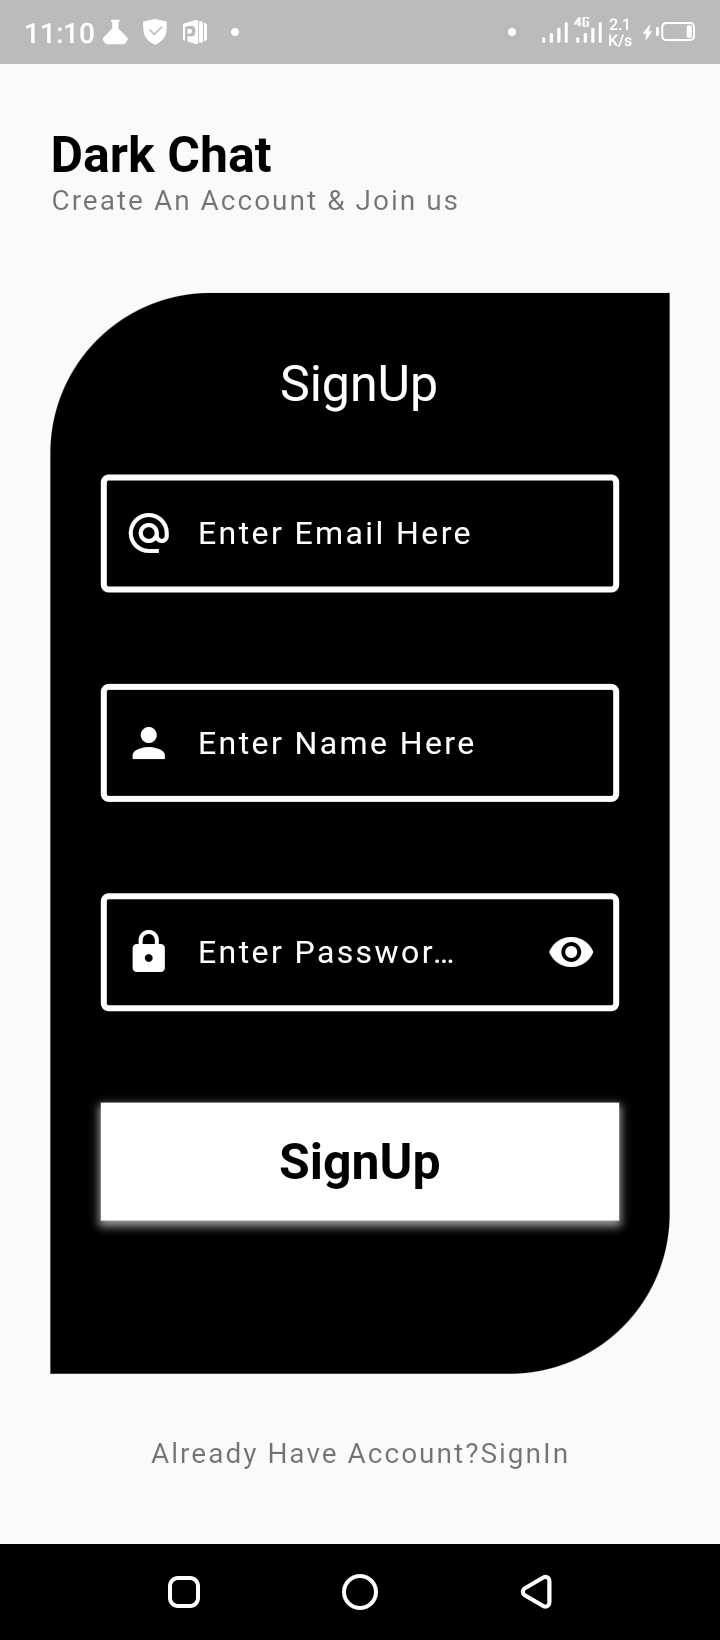 11:10
4G 2.1 K/s
Dark Chat
Create An Account & Join us
SignUp
Enter Email Here
Enter Name Here
Enter Passwor…
SignUp
Already Have Account?SignIn